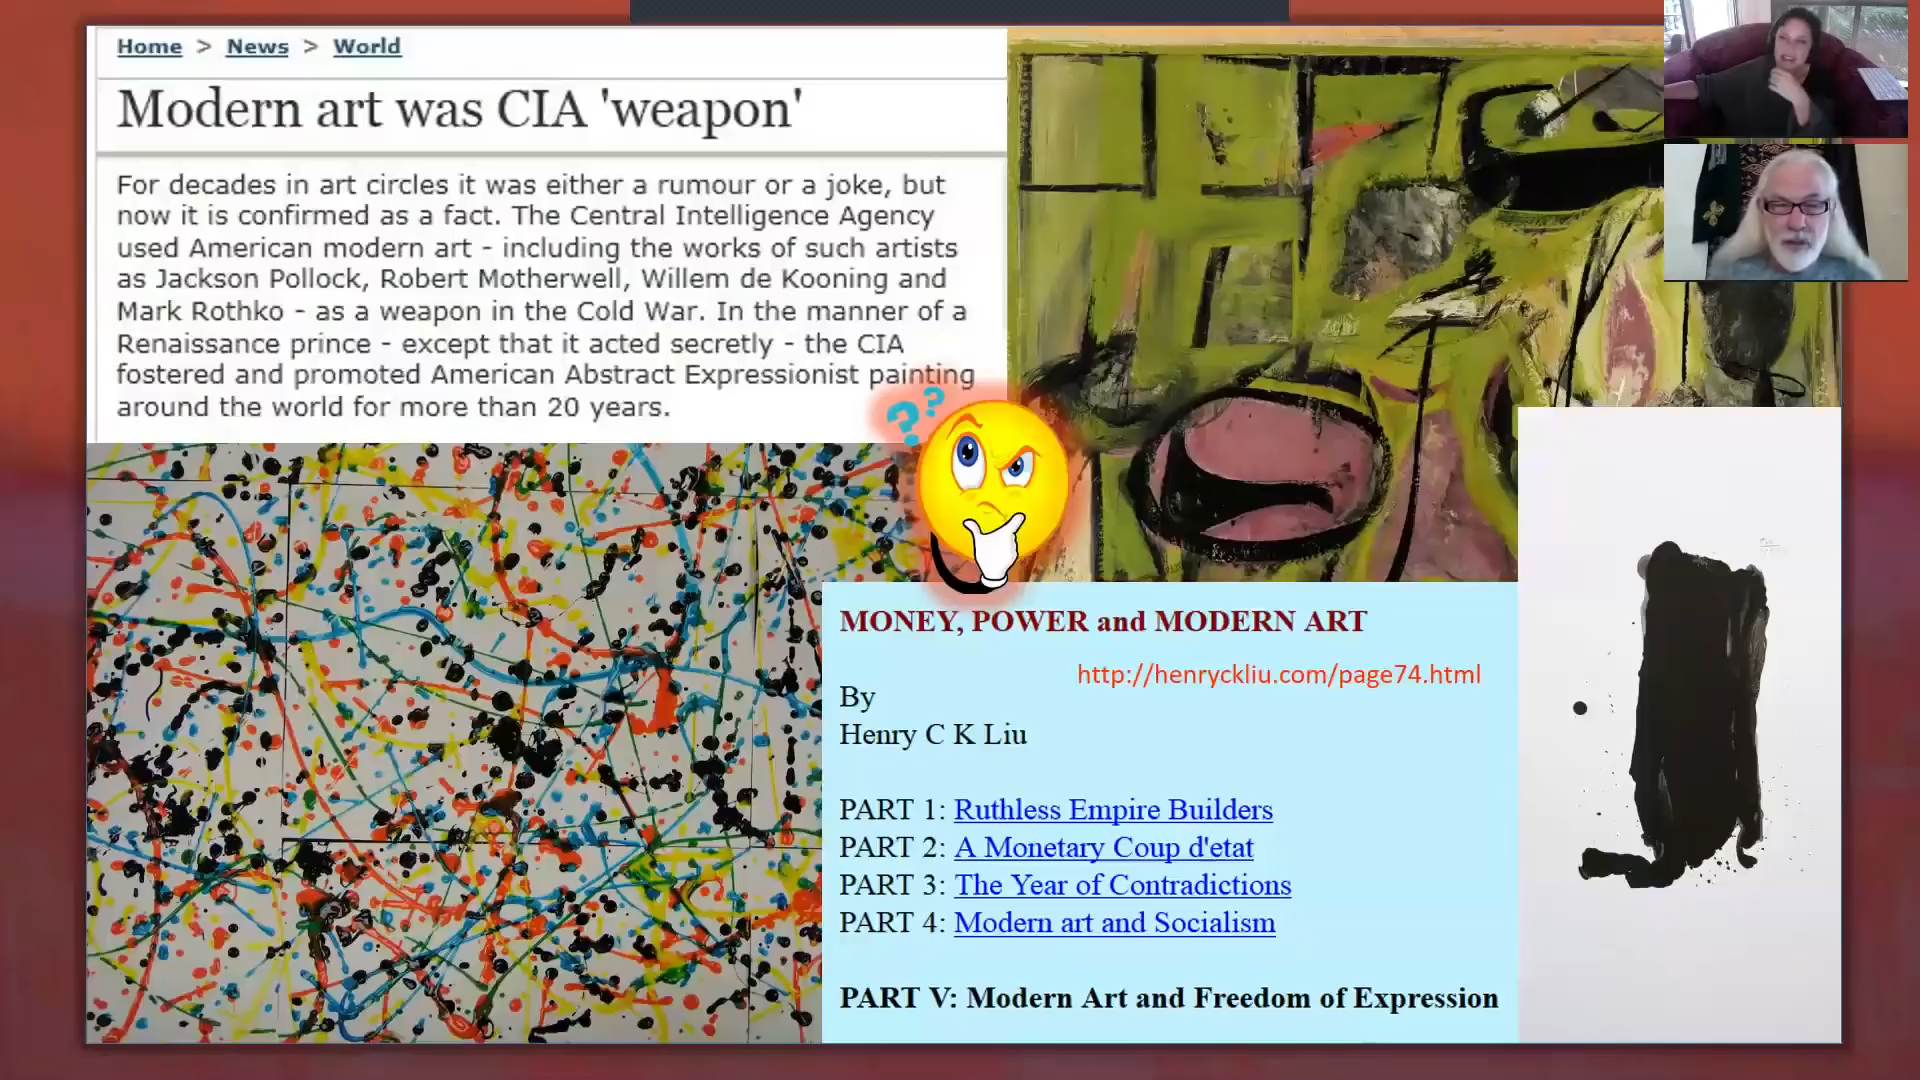 Home > News > World
Modern art was CIA 'weapon'
For decades in art circles it was either a rumour or a joke, but
now it is confirmed as a fact. The Central Intelligence Agency
used American modern art - including the works of such artists
as Jackson Pollock, Robert Motherwell, Willem de Kooning and
Mark Rothko - as a weapon in the Cold War. In the manner of a
Renaissance prince - except that it acted secretly - the CIA
fostered and promoted American Abstract Expressionist painting
around the world for more than 20 years.
??
MONEY, POWER and MODERN ART
http://henryckliu.com/page74.html
By
Henry C K Liu
PART 1: Ruthless Empire Builders
PART 2: A Monetary Coup d'etat
PART 3: The Year of Contradictions
PART 4: Modern art and Socialism
PART V: Modern Art and Freedom of Expression